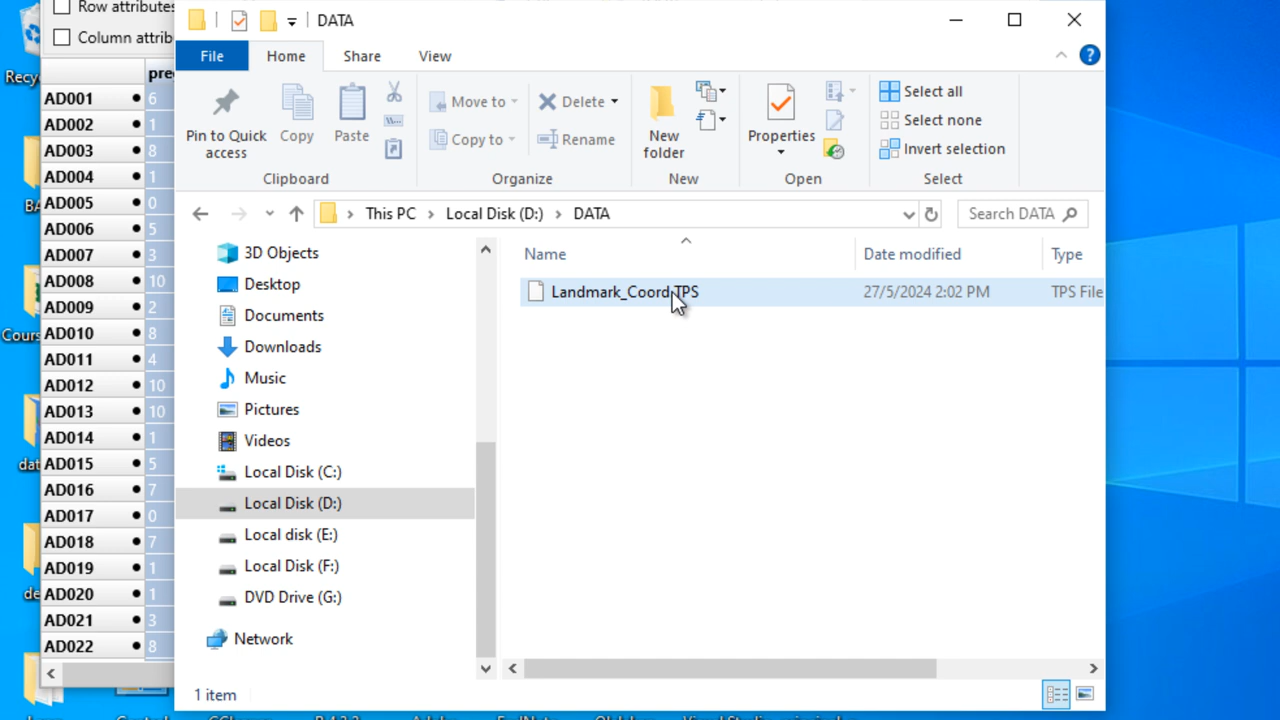 Row attributes
Column attrib
DATA
File
Home
Share
View
Pin to Quick access
Copy
Paste
Move to
Copy to
Delete
Rename
New folder
Properties
Select all
Select none
Invert selection
Clipboard
Organize
New
Open
Select
This PC
Local Disk (D:)
DATA
Search DATA
3D Objects
Desktop
Documents
Downloads
Music
Pictures
Videos
Local Disk (C:)
Local Disk (D:)
Local disk (E:)
Local Disk (F:)
DVD Drive (G:)
Network
Name
Date modified
Type
Landmark_Coord.TPS
27/5/2024 2:02 PM
TPS File
1 item
AD001 6
AD002 1
AD003 8
AD004 1
AD005 0
AD006 5
AD007 3
AD008 10
AD009 2
AD010 8
AD011 4
AD012 10
AD013 10
AD014 1
AD015 5
AD016 7
AD017 0
AD018 7
AD019 1
AD020 1
AD021 3
AD022 8